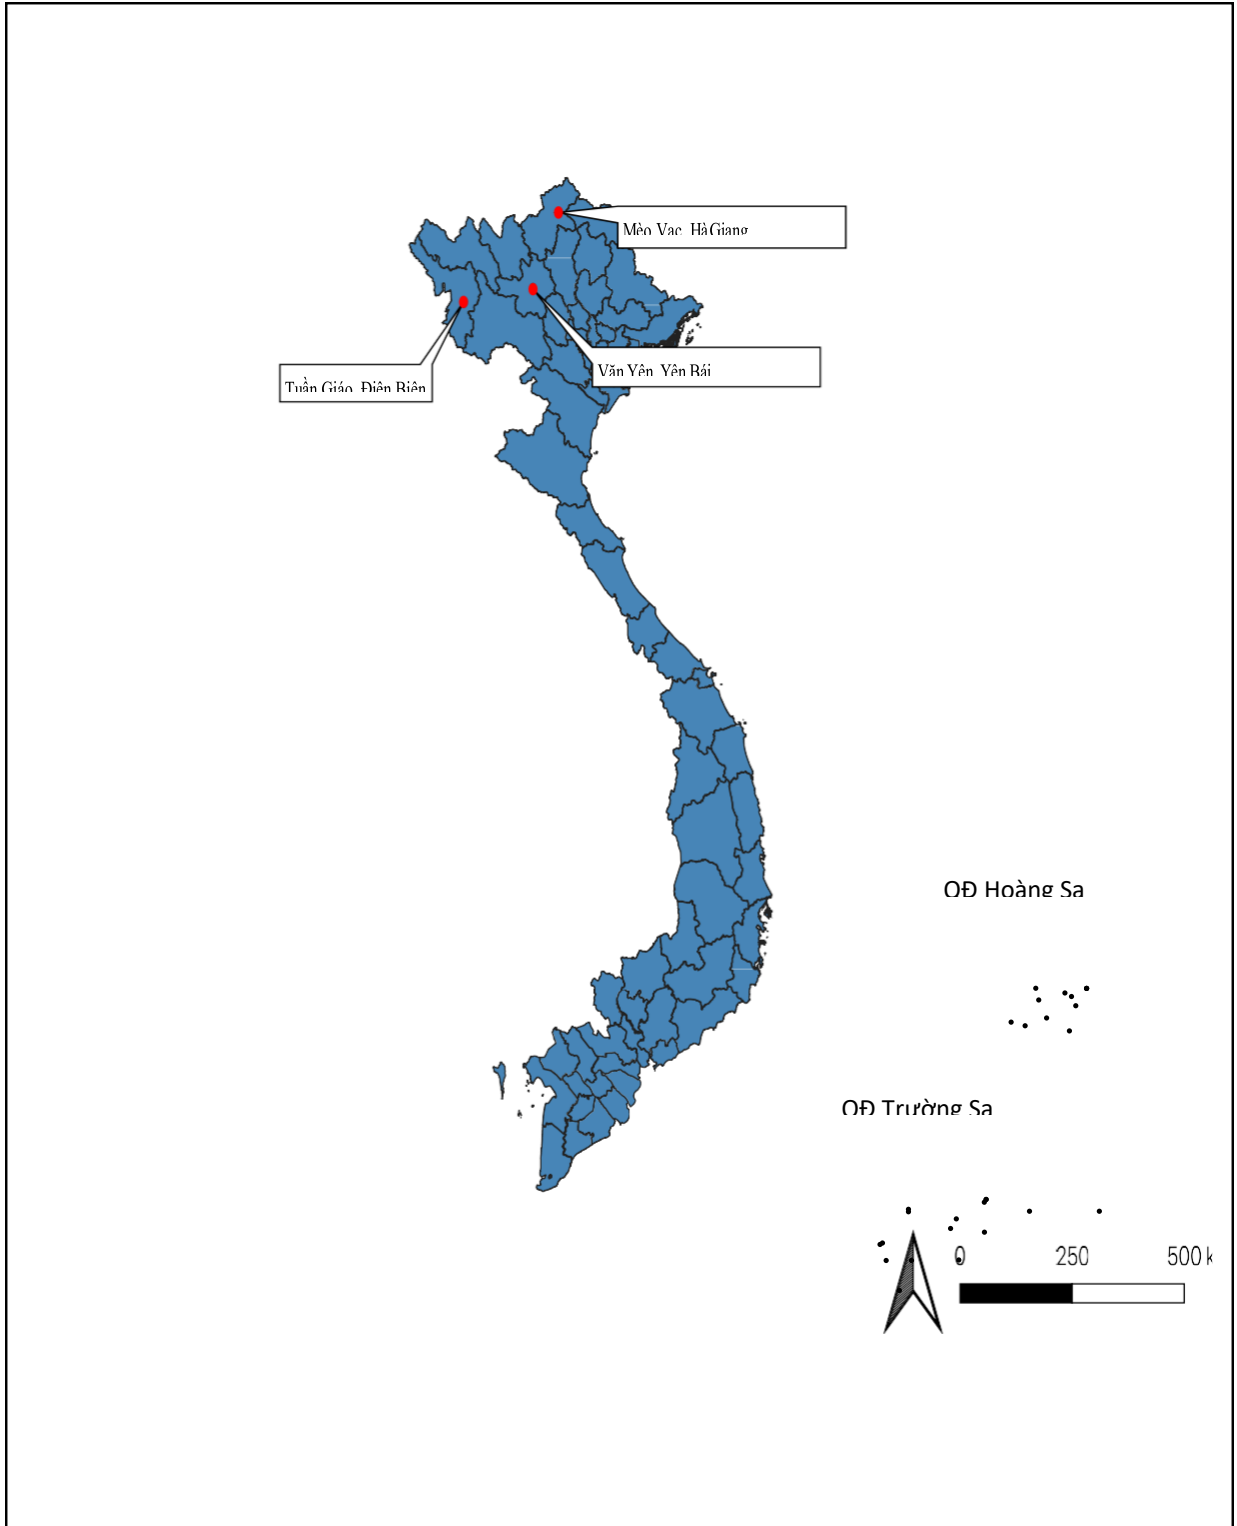 Mèo Vạc, Hà Giang
Văn Yên, Yên Bái
Tuần Giáo, Điện Biên
QĐ Hoàng Sa
QĐ Trường Sa
0 250 500 k